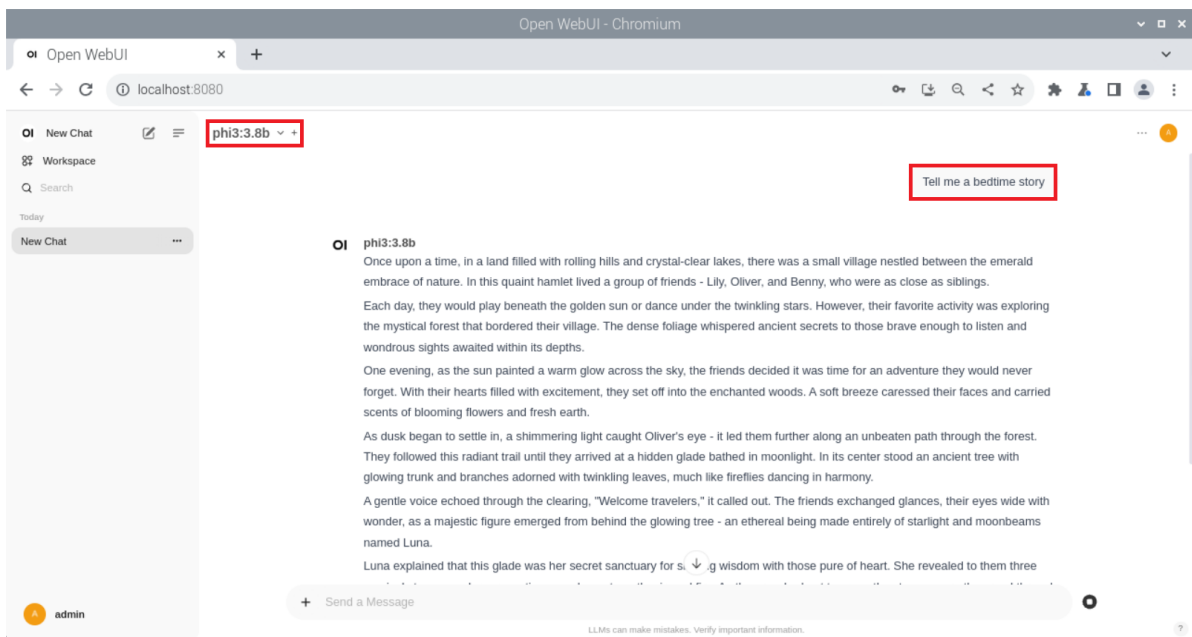 Open WebUI - Chromium
OI Open WebUI
localhost:8080
OI New Chat
phi3:3.8b
A
Workspace
Search
Tell me a bedtime story
Today
New Chat
OI phi3:3.8b
Once upon a time, in a land filled with rolling hills and crystal-clear lakes, there was a small village nestled between the emerald
embrace of nature. In this quaint hamlet lived a group of friends - Lily, Oliver, and Benny, who were as close as siblings.
Each day, they would play beneath the golden sun or dance under the twinkling stars. However, their favorite activity was exploring
the mystical forest that bordered their village. The dense foliage whispered ancient secrets to those brave enough to listen and
wondrous sights awaited within its depths.
One evening, as the sun painted a warm glow across the sky, the friends decided it was time for an adventure they would never
forget. With their hearts filled with excitement, they set off into the enchanted woods. A soft breeze caressed their faces and carried
scents of blooming flowers and fresh earth.
As dusk began to settle in, a shimmering light caught Oliver's eye - it led them further along an unbeaten path through the forest.
They followed this radiant trail until they arrived at a hidden glade bathed in moonlight. In its center stood an ancient tree with
glowing trunk and branches adorned with twinkling leaves, much like fireflies dancing in harmony.
A gentle voice echoed through the clearing, "Welcome travelers," it called out. The friends exchanged glances, their eyes wide with
wonder, as a majestic figure emerged from behind the glowing tree - an ethereal being made entirely of starlight and moonbeams
named Luna.
Luna explained that this glade was her secret sanctuary for wisdom with those pure of heart. She revealed to them three
A admin
+ Send a Message
LLMs can make mistakes. Verify important information.
?